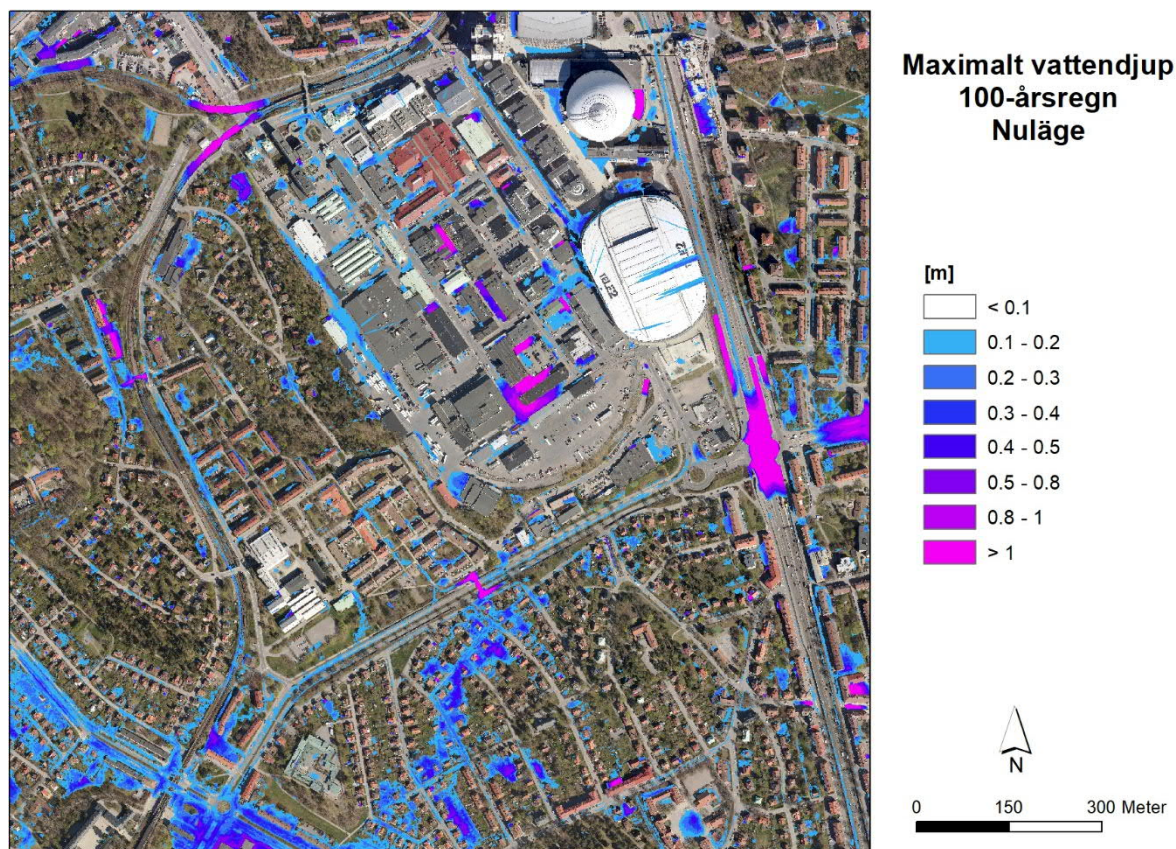 Maximalt vattendjup
100-årsregn
Nuläge
[m]
< 0.1
0.1 - 0.2
0.2 - 0.3
0.3 - 0.4
0.4 - 0.5
0.5 - 0.8
0.8 - 1
> 1
TELE2
N
0 150 300 Meter